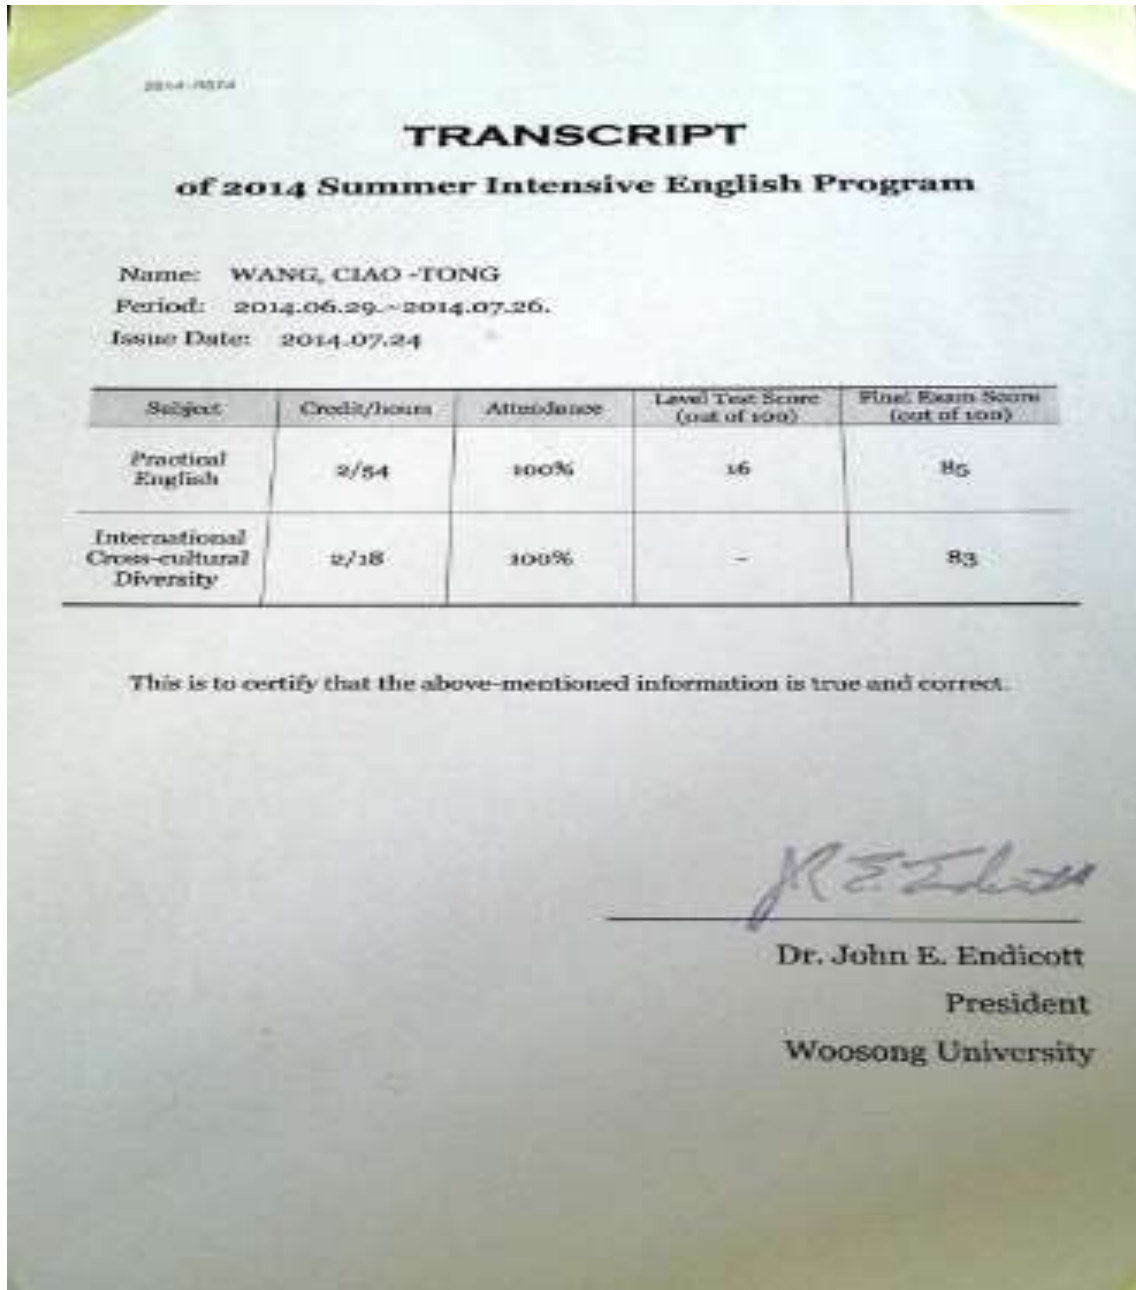 TRANSCRIPT
of 2014 Summer Intensive English Program
Name: WANG, CIAO -TONG
Period: 2014.06.29.~2014.07.26.
Issue Date: 2014.07.24
Subject Credit/hours Attendance Level Test Score (out of 100) Final Exam Score (out of 100)
Practical English 2/54 100% 16 85
International Cross-cultural Diversity 2/18 100% - 83
This is to certify that the above-mentioned information is true and correct.
Dr. John E. Endicott
President
Woosong University